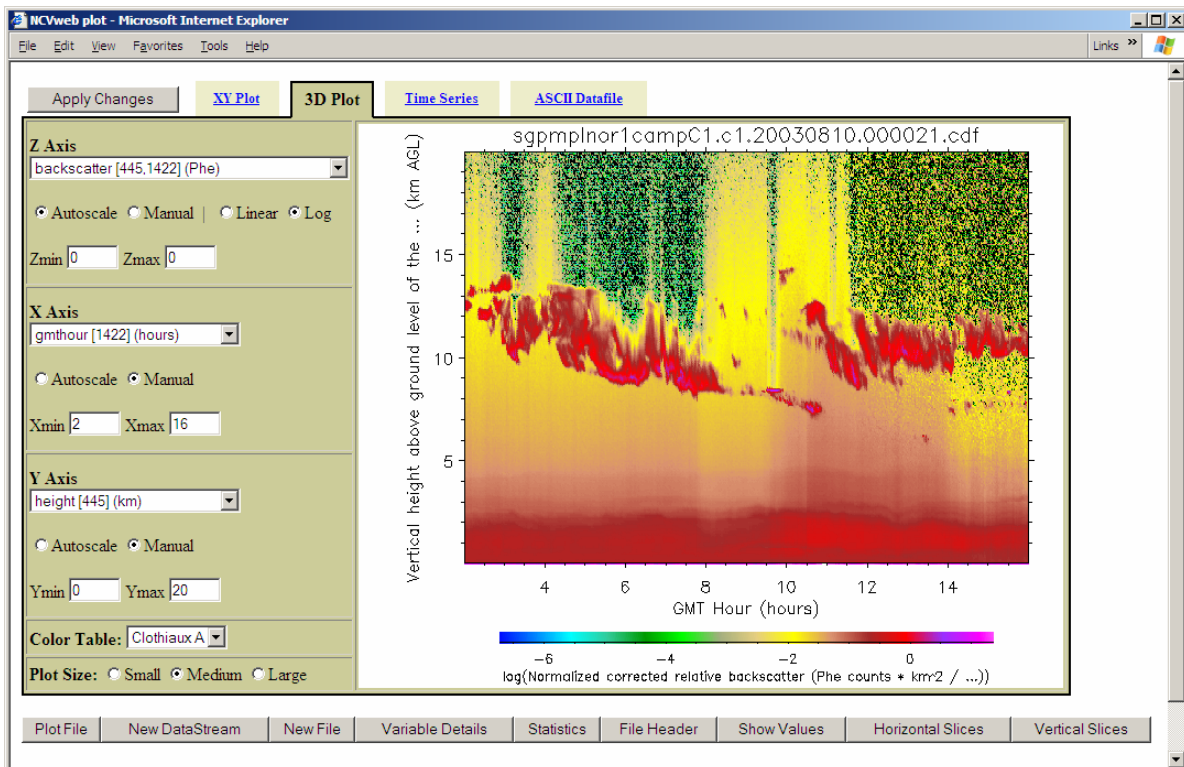 NCVweb plot - Microsoft Internet Explorer
File Edit View Favorites Tools Help Links »
Apply Changes XY Plot 3D Plot Time Series ASCII Datafile
Z Axis
backscatter [445,1422] (Phe)
Autoscale Manual | Linear Log
Zmin 0 Zmax 0
X Axis
gmthour [1422] (hours)
Autoscale Manual
Xmin 2 Xmax 16
Y Axis
height [445] (km)
Autoscale Manual
Ymin 0 Ymax 20
Color Table: Clothiaux A
Plot Size: Small Medium Large
sgpmplnor1campC1.c1.20030810.000021.cdf
Vertical height above ground level of the ... (km AGL)
15
10
5
4 6 8 10 12 14
GMT Hour (hours)
-6 -4 -2 0
log(Normalized corrected relative backscatter (Phe counts * km^2 / ...))
Plot File New DataStream New File Variable Details Statistics File Header Show Values Horizontal Slices Vertical Slices